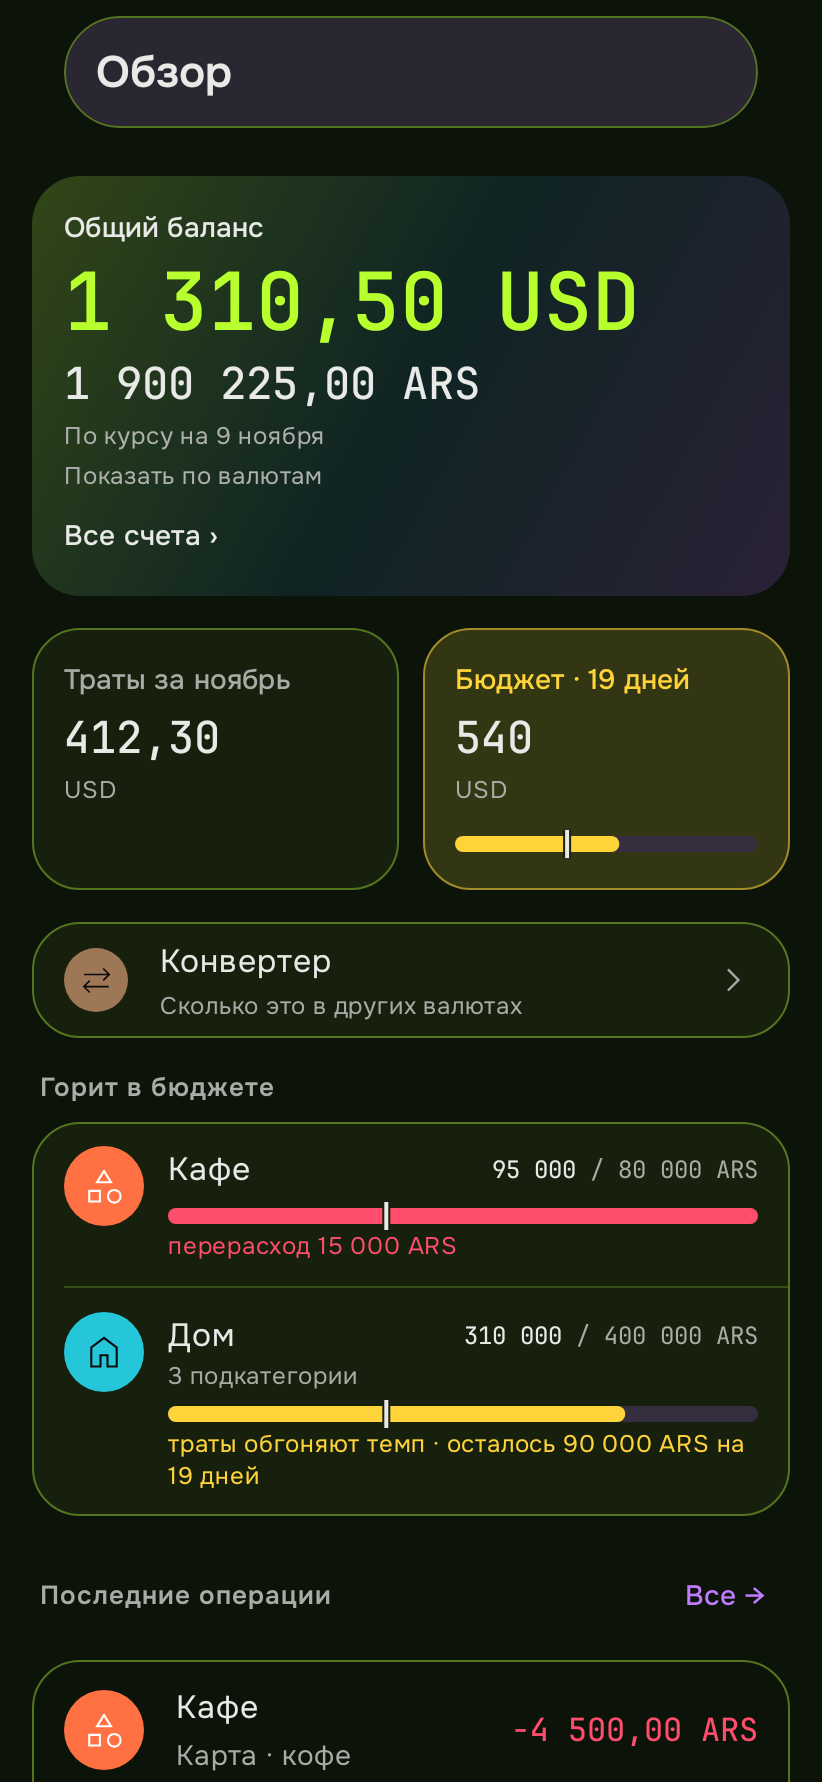 Обзор
Общий баланс
1 310,50 USD
1 900 225,00 ARS
По курсу на 9 ноября
Показать по валютам
Все счета ›
Траты за ноябрь
412,30
USD
Бюджет · 19 дней
540
USD
Конвертер
Сколько это в других валютах
Горит в бюджете
Кафе
95 000 / 80 000 ARS
перерасход 15 000 ARS
Дом
310 000 / 400 000 ARS
3 подкатегории
траты обгоняют темп · осталось 90 000 ARS на
19 дней
Последние операции
Все →
Кафе
-4 500,00 ARS
Карта · кофе